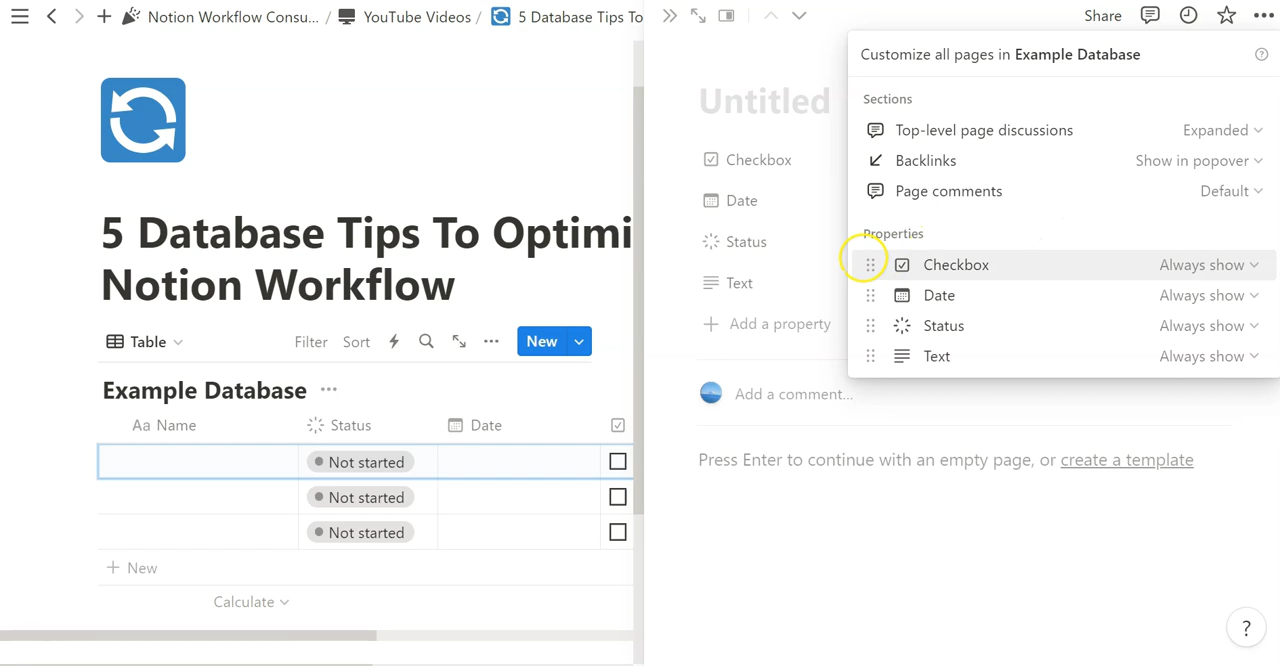 Notion Workflow Consu... / YouTube Videos / 5 Database Tips To
Share
5 Database Tips To Optimi
Notion Workflow
Table
Filter Sort
New
Example Database ...
Aa Name Status Date
Not started
Not started
Not started
+ New
Calculate
Untitled
Checkbox
Date
Status
Text
+ Add a property
Add a comment...
Press Enter to continue with an empty page, or create a template
Customize all pages in Example Database
?
Sections
Top-level page discussions Expanded
Backlinks Show in popover
Page comments Default
Properties
Checkbox Always show
Date Always show
Status Always show
Text Always show
?